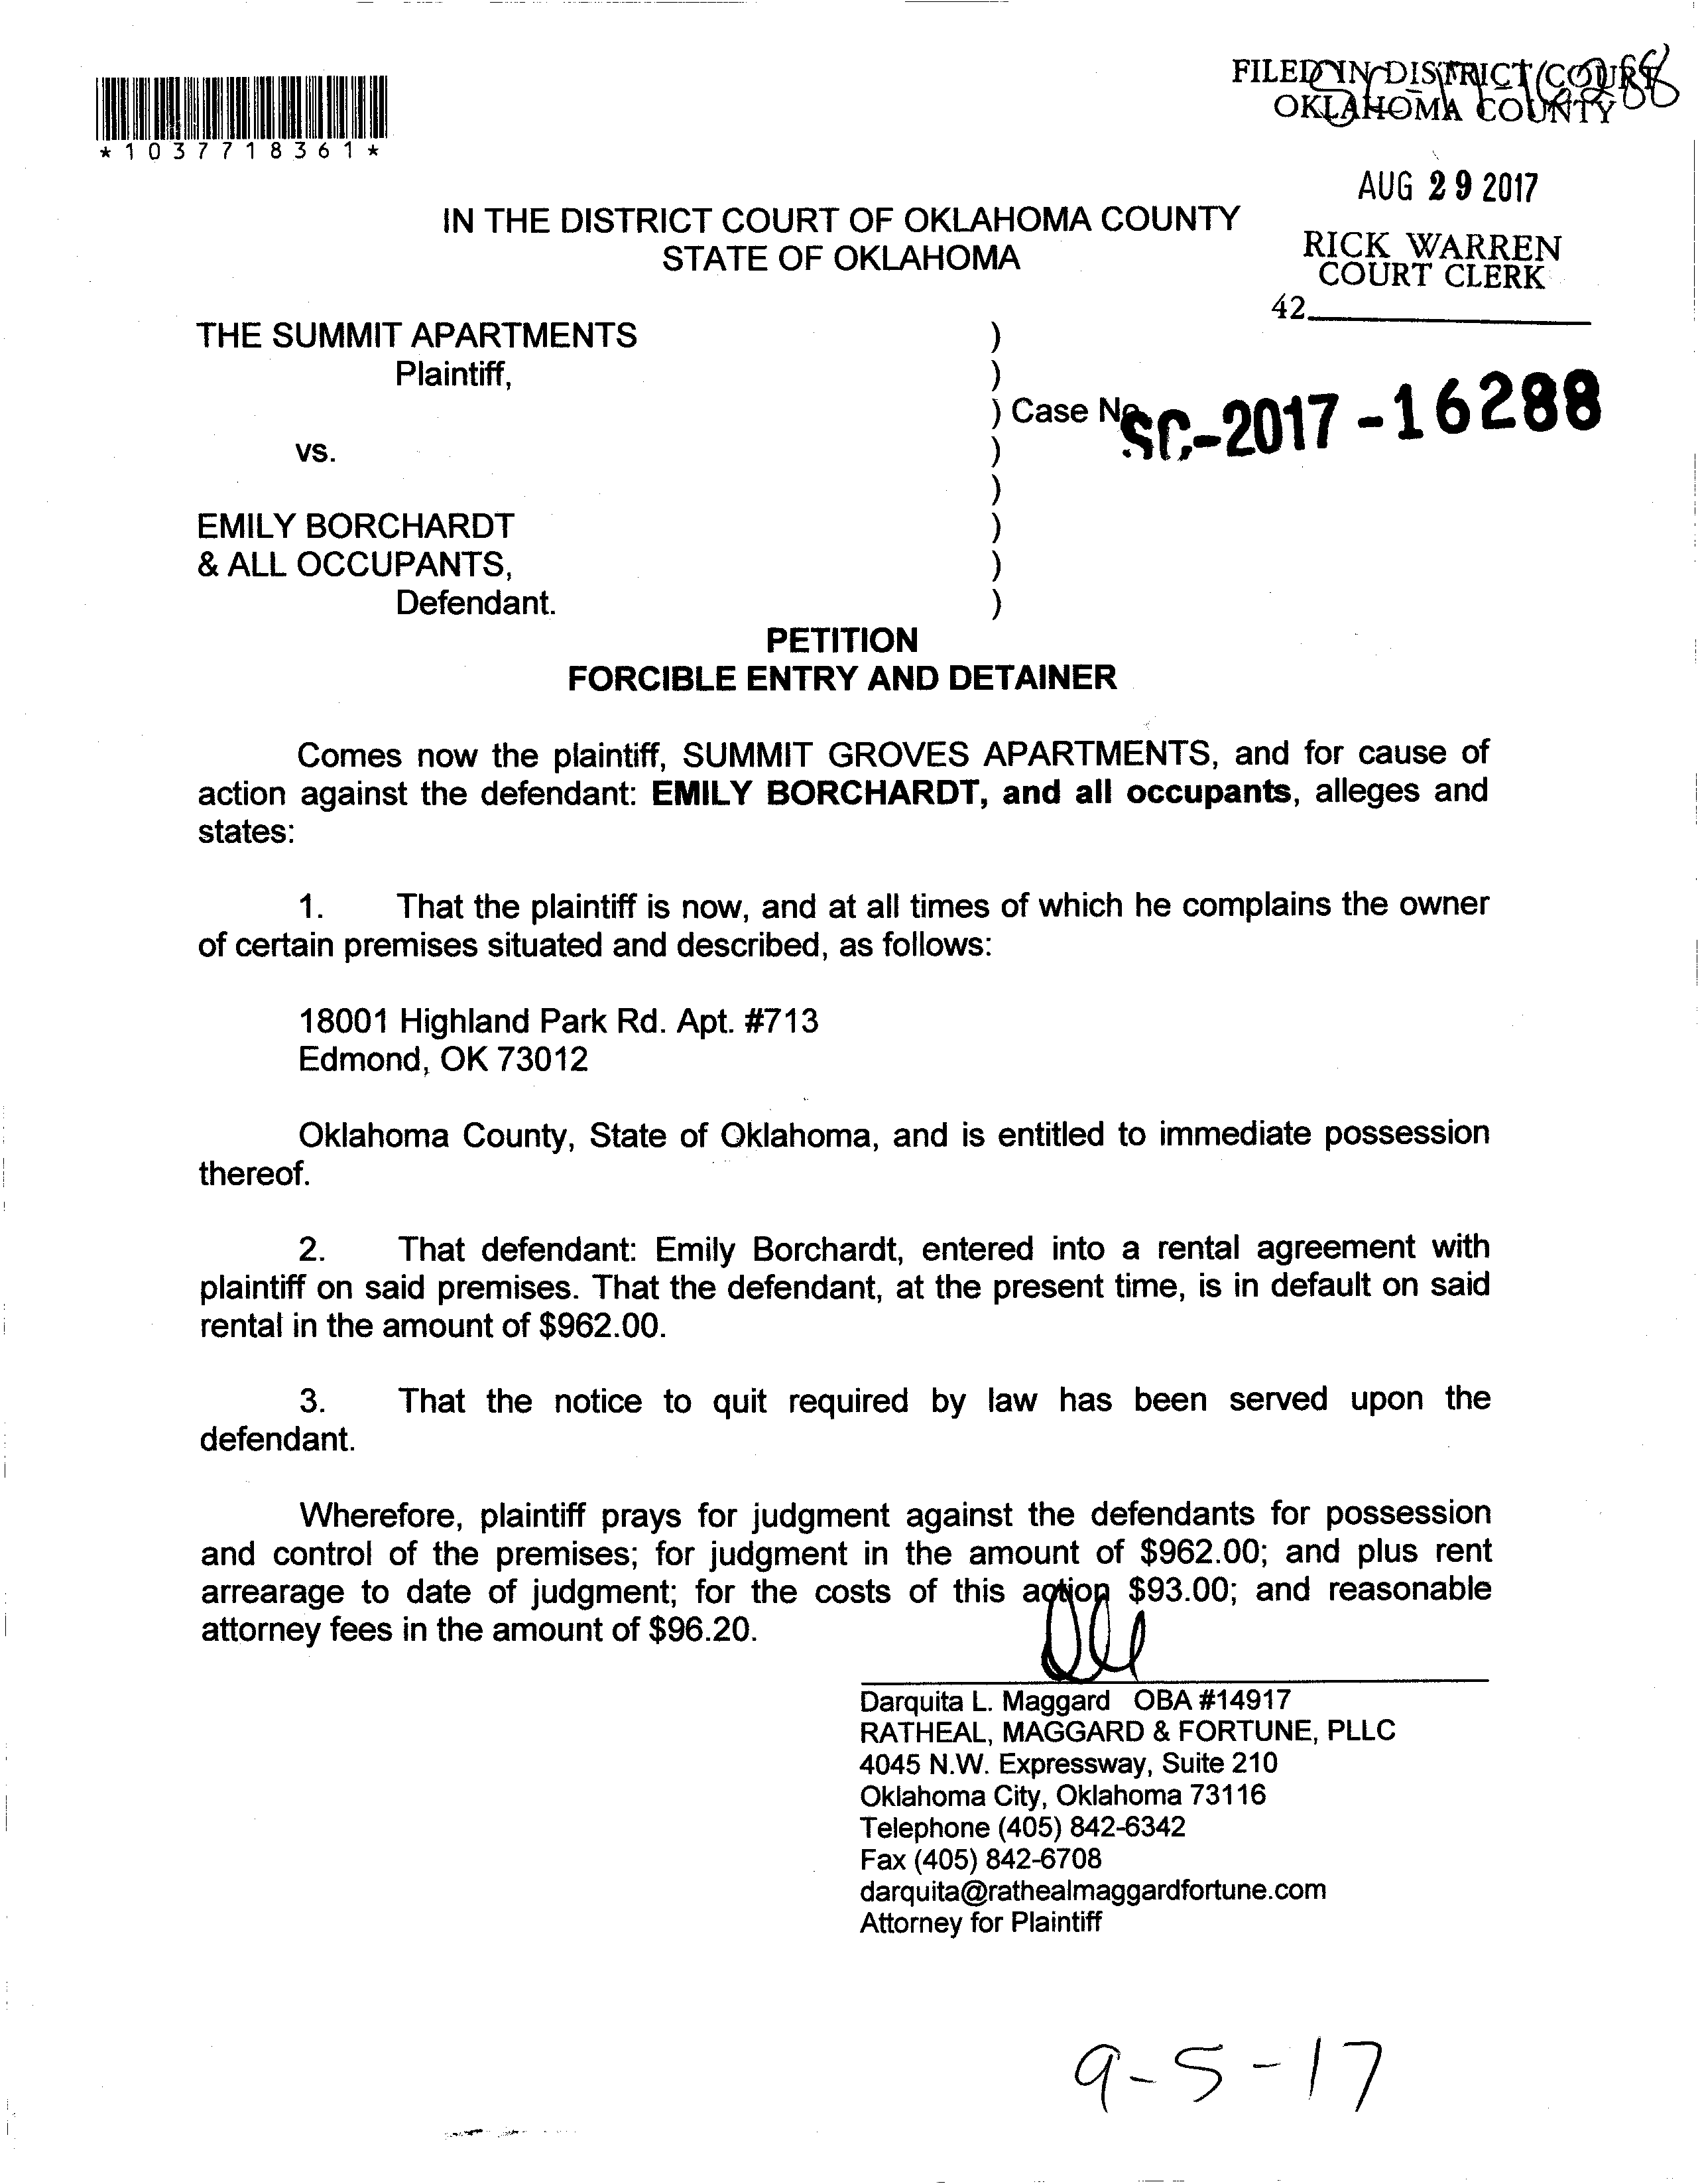 FILED IN DISTRICT COURT
OKLAHOMA COUNTY
*1037718361*
AUG 29 2017
IN THE DISTRICT COURT OF OKLAHOMA COUNTY
STATE OF OKLAHOMA
RICK WARREN
COURT CLERK
42
THE SUMMIT APARTMENTS )
Plaintiff, )
) Case No. SC-2017-16288
vs. )
)
EMILY BORCHARDT )
& ALL OCCUPANTS, )
Defendant. )
PETITION
FORCIBLE ENTRY AND DETAINER
Comes now the plaintiff, SUMMIT GROVES APARTMENTS, and for cause of
action against the defendant: EMILY BORCHARDT, and all occupants, alleges and
states:
1. That the plaintiff is now, and at all times of which he complains the owner
of certain premises situated and described, as follows:
18001 Highland Park Rd. Apt. #713
Edmond, OK 73012
Oklahoma County, State of Oklahoma, and is entitled to immediate possession
thereof.
2. That defendant: Emily Borchardt, entered into a rental agreement with
plaintiff on said premises. That the defendant, at the present time, is in default on said
rental in the amount of $962.00.
3. That the notice to quit required by law has been served upon the
defendant.
Wherefore, plaintiff prays for judgment against the defendants for possession
and control of the premises; for judgment in the amount of $962.00; and plus rent
arrearage to date of judgment; for the costs of this action $93.00; and reasonable
attorney fees in the amount of $96.20.
Darquita L. Maggard OBA #14917
RATHEAL, MAGGARD & FORTUNE, PLLC
4045 N.W. Expressway, Suite 210
Oklahoma City, Oklahoma 73116
Telephone (405) 842-6342
Fax (405) 842-6708
darquita@rathealmaggardfortune.com
Attorney for Plaintiff
9-5-17